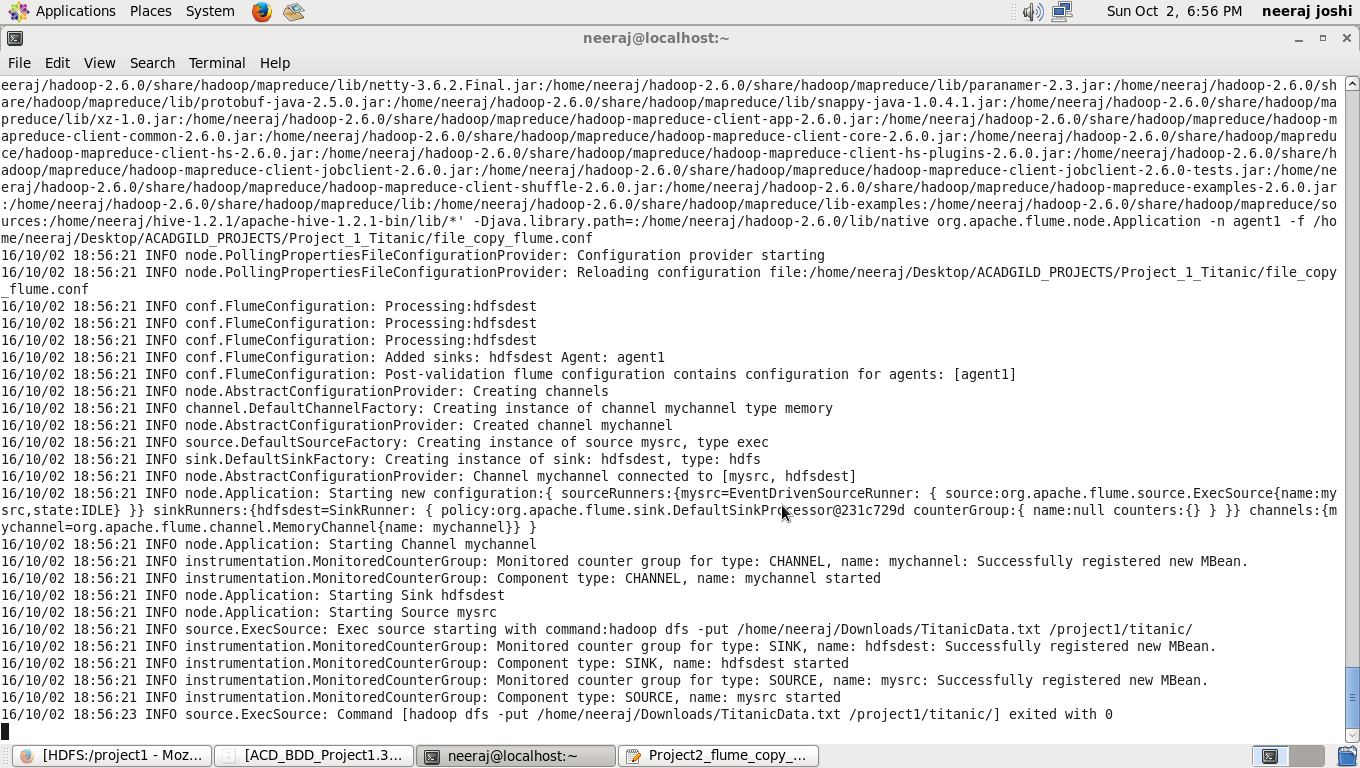 Applications Places System Sun Oct 2, 6:56 PM neeraj joshi
neeraj@localhost:~
File Edit View Search Terminal Help
eeraj/hadoop-2.6.0/share/hadoop/mapreduce/lib/netty-3.6.2.Final.jar:/home/neeraj/hadoop-2.6.0/share/hadoop/mapreduce/lib/paranamer-2.3.jar:/home/neeraj/hadoop-2.6.0/sh
are/hadoop/mapreduce/lib/protobuf-java-2.5.0.jar:/home/neeraj/hadoop-2.6.0/share/hadoop/mapreduce/lib/snappy-java-1.0.4.1.jar:/home/neeraj/hadoop-2.6.0/share/hadoop/ma
preduce/lib/xz-1.0.jar:/home/neeraj/hadoop-2.6.0/share/hadoop/mapreduce/hadoop-mapreduce-client-app-2.6.0.jar:/home/neeraj/hadoop-2.6.0/share/hadoop/mapreduce/hadoop-m
apreduce-client-common-2.6.0.jar:/home/neeraj/hadoop-2.6.0/share/hadoop/mapreduce/hadoop-mapreduce-client-core-2.6.0.jar:/home/neeraj/hadoop-2.6.0/share/hadoop/mapredu
ce/hadoop-mapreduce-client-hs-2.6.0.jar:/home/neeraj/hadoop-2.6.0/share/hadoop/mapreduce/hadoop-mapreduce-client-hs-plugins-2.6.0.jar:/home/neeraj/hadoop-2.6.0/share/h
adoop/mapreduce/hadoop-mapreduce-client-jobclient-2.6.0.jar:/home/neeraj/hadoop-2.6.0/share/hadoop/mapreduce/hadoop-mapreduce-client-jobclient-2.6.0-tests.jar:/home/ne
eraj/hadoop-2.6.0/share/hadoop/mapreduce/hadoop-mapreduce-client-shuffle-2.6.0.jar:/home/neeraj/hadoop-2.6.0/share/hadoop/mapreduce/hadoop-mapreduce-examples-2.6.0.jar
:/home/neeraj/hadoop-2.6.0/share/hadoop/mapreduce/lib:/home/neeraj/hadoop-2.6.0/share/hadoop/mapreduce/lib-examples:/home/neeraj/hadoop-2.6.0/share/hadoop/mapreduce/so
urces:/home/neeraj/hive-1.2.1/apache-hive-1.2.1-bin/lib/*' -Djava.library.path=:/home/neeraj/hadoop-2.6.0/lib/native org.apache.flume.node.Application -n agent1 -f /ho
me/neeraj/Desktop/ACADGILD_PROJECTS/Project_1_Titanic/file_copy_flume.conf
16/10/02 18:56:21 INFO node.PollingPropertiesFileConfigurationProvider: Configuration provider starting
16/10/02 18:56:21 INFO node.PollingPropertiesFileConfigurationProvider: Reloading configuration file:/home/neeraj/Desktop/ACADGILD_PROJECTS/Project_1_Titanic/file_copy
_flume.conf
16/10/02 18:56:21 INFO conf.FlumeConfiguration: Processing:hdfsdest
16/10/02 18:56:21 INFO conf.FlumeConfiguration: Processing:hdfsdest
16/10/02 18:56:21 INFO conf.FlumeConfiguration: Processing:hdfsdest
16/10/02 18:56:21 INFO conf.FlumeConfiguration: Added sinks: hdfsdest Agent: agent1
16/10/02 18:56:21 INFO conf.FlumeConfiguration: Post-validation flume configuration contains configuration for agents: [agent1]
16/10/02 18:56:21 INFO node.AbstractConfigurationProvider: Creating channels
16/10/02 18:56:21 INFO channel.DefaultChannelFactory: Creating instance of channel mychannel type memory
16/10/02 18:56:21 INFO node.AbstractConfigurationProvider: Created channel mychannel
16/10/02 18:56:21 INFO source.DefaultSourceFactory: Creating instance of source mysrc, type exec
16/10/02 18:56:21 INFO sink.DefaultSinkFactory: Creating instance of sink: hdfsdest, type: hdfs
16/10/02 18:56:21 INFO node.AbstractConfigurationProvider: Channel mychannel connected to [mysrc, hdfsdest]
16/10/02 18:56:21 INFO node.Application: Starting new configuration:{ sourceRunners:{mysrc=EventDrivenSourceRunner: { source:org.apache.flume.source.ExecSource{name:my
src,state:IDLE} }} sinkRunners:{hdfsdest=SinkRunner: { policy:org.apache.flume.sink.DefaultSinkProcessor@231c729d counterGroup:{ name:null counters:{} } }} channels:{m
ychannel=org.apache.flume.channel.MemoryChannel{name: mychannel}} }
16/10/02 18:56:21 INFO node.Application: Starting Channel mychannel
16/10/02 18:56:21 INFO instrumentation.MonitoredCounterGroup: Monitored counter group for type: CHANNEL, name: mychannel: Successfully registered new MBean.
16/10/02 18:56:21 INFO instrumentation.MonitoredCounterGroup: Component type: CHANNEL, name: mychannel started
16/10/02 18:56:21 INFO node.Application: Starting Sink hdfsdest
16/10/02 18:56:21 INFO node.Application: Starting Source mysrc
16/10/02 18:56:21 INFO source.ExecSource: Exec source starting with command:hadoop dfs -put /home/neeraj/Downloads/TitanicData.txt /project1/titanic/
16/10/02 18:56:21 INFO instrumentation.MonitoredCounterGroup: Monitored counter group for type: SINK, name: hdfsdest: Successfully registered new MBean.
16/10/02 18:56:21 INFO instrumentation.MonitoredCounterGroup: Component type: SINK, name: hdfsdest started
16/10/02 18:56:21 INFO instrumentation.MonitoredCounterGroup: Monitored counter group for type: SOURCE, name: mysrc: Successfully registered new MBean.
16/10/02 18:56:21 INFO instrumentation.MonitoredCounterGroup: Component type: SOURCE, name: mysrc started
16/10/02 18:56:23 INFO source.ExecSource: Command [hadoop dfs -put /home/neeraj/Downloads/TitanicData.txt /project1/titanic/] exited with 0
[HDFS:/project1 - Moz... [ACD_BDD_Project1.3... neeraj@localhost:~ Project2_flume_copy_...